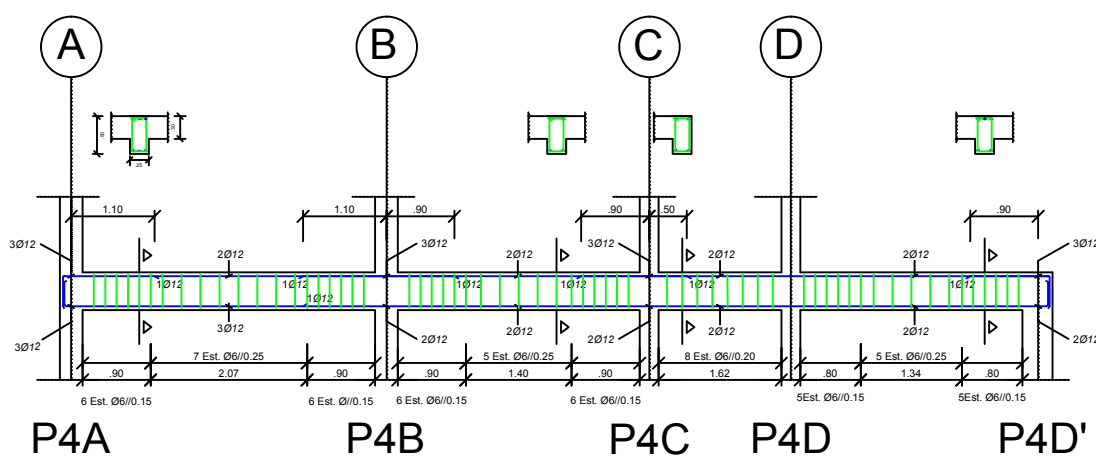 A B C D
.50 .30
.25
1.10 1.10 .90 .90 .50 .90
3Ø12 2Ø12 3Ø12 2Ø12 3Ø12 2Ø12 2Ø12 3Ø12
1Ø12 1Ø12 1Ø12 1Ø12 1Ø12 1Ø12
1Ø12
3Ø12 3Ø12 2Ø12 2Ø12 2Ø12 2Ø12 2Ø12 2Ø12
7 Est. Ø6//0.25 5 Est. Ø6//0.25 8 Est. Ø6//0.20 5 Est. Ø6//0.25
.90 2.07 .90 .90 1.40 .90 1.62 .80 1.34 .80
6 Est. Ø6//0.15 6 Est. Ø//0.15 6 Est. Ø6//0.15 6 Est. Ø6//0.15 5Est. Ø6//0.15 5Est. Ø6//0.15
P4A P4B P4C P4D P4D'